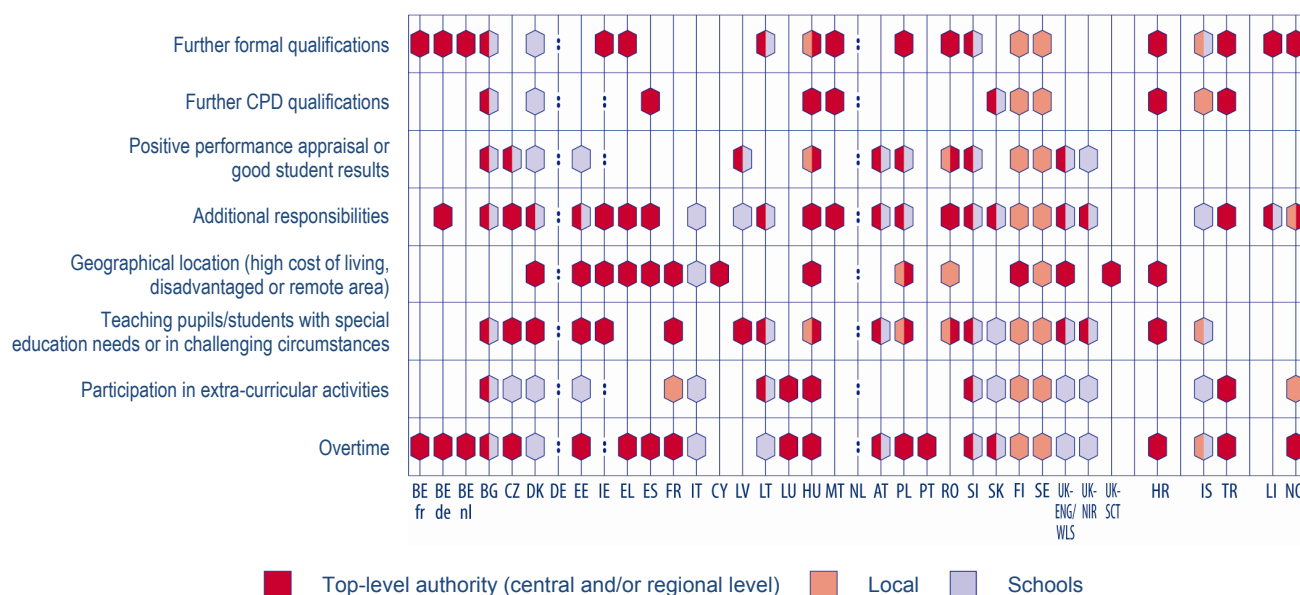 Further formal qualifications
Further CPD qualifications
Positive performance appraisal or
good student results
Additional responsibilities
Geographical location (high cost of living,
disadvantaged or remote area)
Teaching pupils/students with special
education needs or in challenging circumstances
Participation in extra-curricular activities
Overtime
BE BE BE BG CZ DK DE EE IE EL ES FR IT CY LV LT LU HU MT NL AT PL PT RO SI SK FI SE UK- UK- UK- HR IS TR LI NO
fr de nl ENG/ NIR SCT
WLS
Top-level authority (central and/or regional level) Local Schools